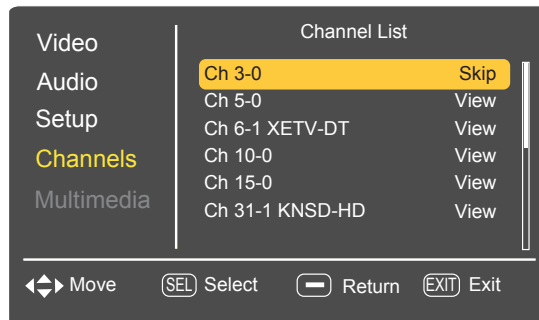 Video
Audio
Setup
Channels
Multimedia
Channel List
Ch 3-0 Skip
Ch 5-0 View
Ch 6-1 XETV-DT View
Ch 10-0 View
Ch 15-0 View
Ch 31-1 KNSD-HD View
Move SEL Select Return EXIT Exit